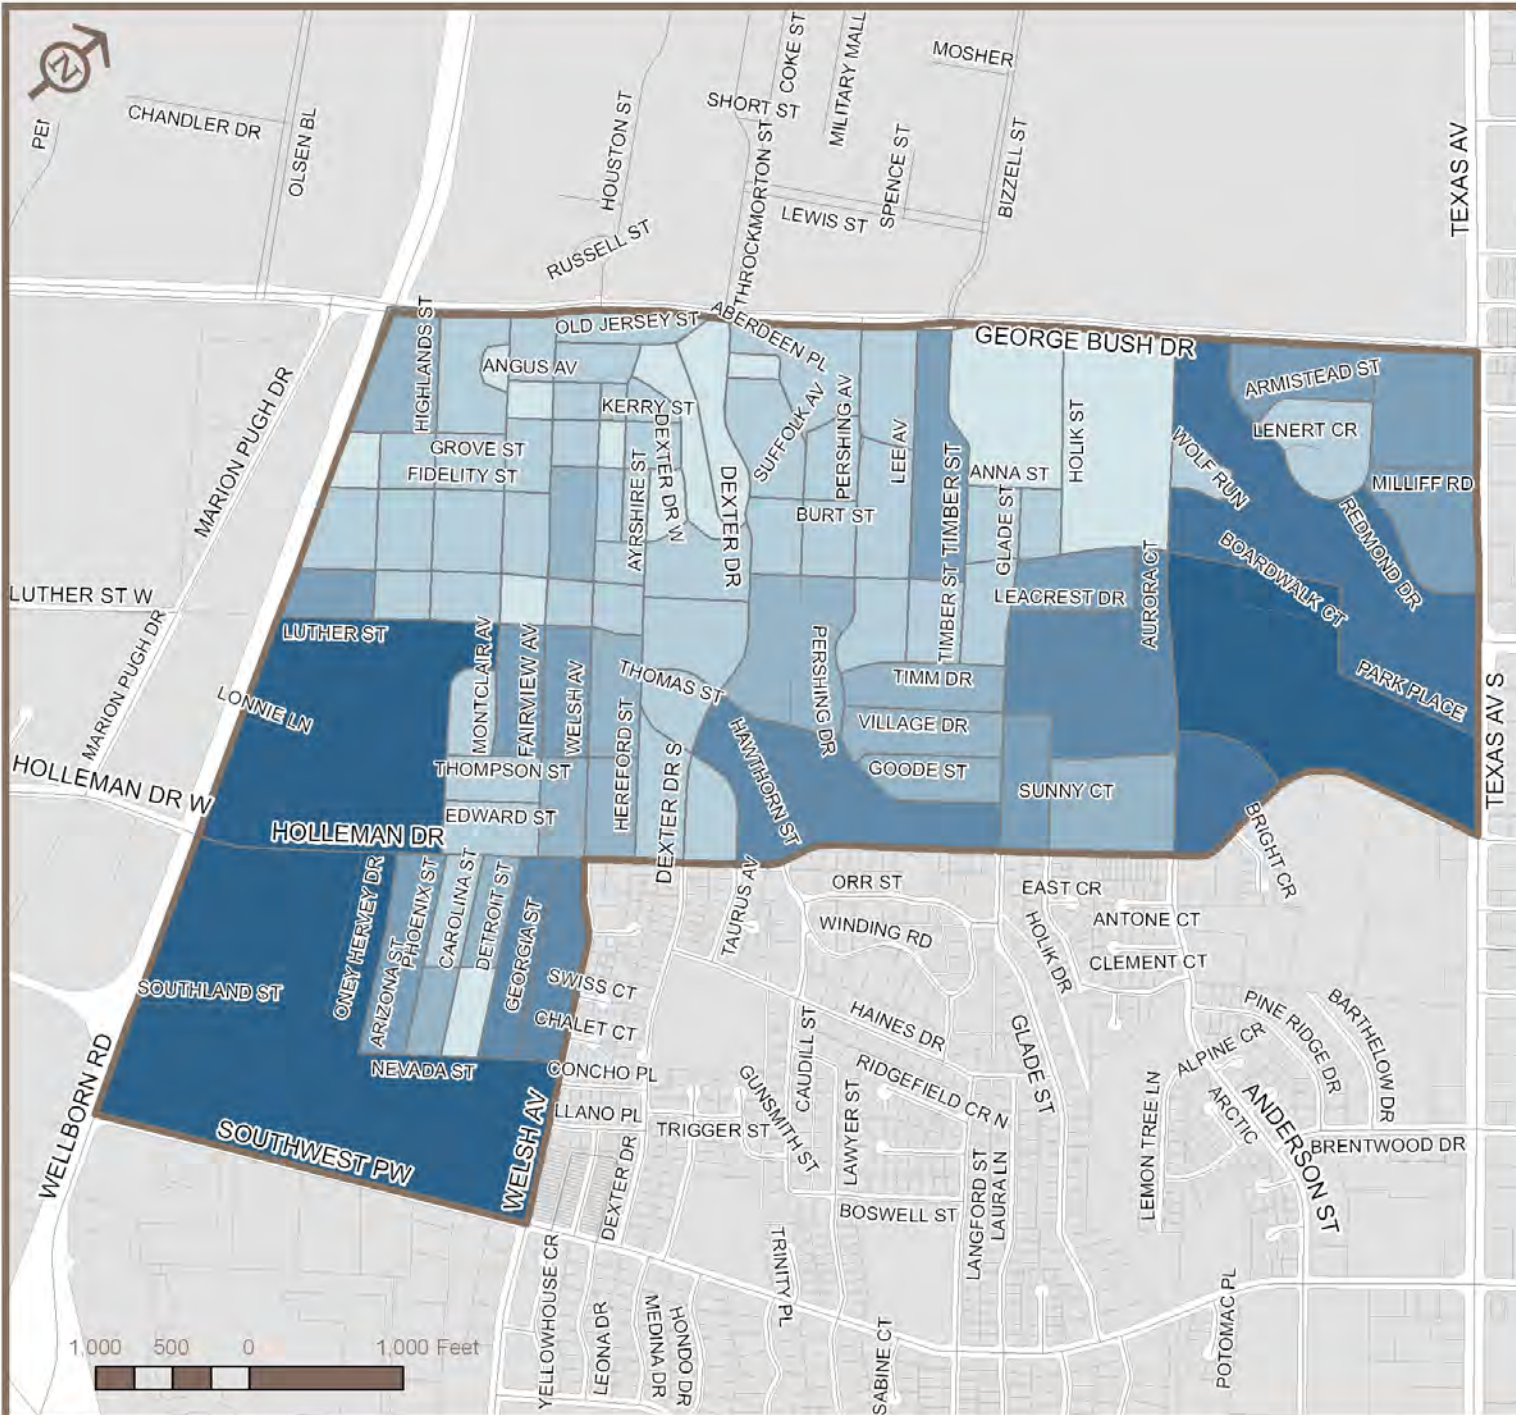 N
CHANDLER DR
OLSEN BL
HOUSTON ST
RUSSELL ST
SHORT ST
COKE ST
MILITARY MALL
THROCKMORTON ST
LEWIS ST
SPENCE ST
MOSHER
BIZZELL ST
TEXAS AV
MARION PUGH DR
HIGHLANDS ST
OLD JERSEY ST
ABERDEEN PL
GEORGE BUSH DR
ANGUS AV
KERRY ST
GROVE ST
FIDELITY ST
AYRSHIRE ST
DEXTER DR W
DEXTER DR
SUFFOLK AV
PERSHING AV
BURT ST
LEE AV
TIMBER ST
TIMBER ST
TIMBER ST
ANNA ST
GLADE ST
HOLIK ST
WOLF RUN
ARMISTEAD ST
LENERT CR
MILLIFF RD
REDMOND DR
BOARDWALK CT
PARK PLACE
AURORA CT
LEACREST DR
LUTHER ST W
MARION PUGH DR
LUTHER ST
LONNIE LN
MONTCLAIR AV
FAIRVIEW AV
WELSH AV
HEREFORD ST
THOMAS ST
PERSHING DR
TIMM DR
VILLAGE DR
GOODE ST
SUNNY CT
HAWTHORN ST
THOMPSON ST
EDWARD ST
DEXTER DR S
HOLLEMAN DR W
HOLLEMAN DR
TEXAS AV S
BRIGHT CR
ONEY HERVEY DR
ARIZONA ST
PHOENIX ST
CAROLINA ST
DETROIT ST
GEORGIA ST
SOUTHLAND ST
NEVADA ST
TAURUS AV
ORR ST
WINDING RD
EAST CR
HOLIK DR
ANTONE CT
CLEMENT CT
SWISS CT
CHALET CT
CONCHO PL
LLANO PL
TRIGGER ST
HAINES DR
CAUDILL ST
GUNSMITH ST
LAWYER ST
RIDGEFIELD CR N
GLADE ST
PINE RIDGE DR
BARTHELOW DR
ALPINE CR
ARCTIC
LEMON TREE LN
ANDERSON ST
BRENTWOOD DR
WELLBORN RD
SOUTHWEST PW
WELSH AV
DEXTER DR
BOSWELL ST
LANGFORD ST
LAURA LN
YELLOWHOUSE CR
LEONA DR
MEDINA DR
HONDO DR
TRINITY PL
SABINE CT
POTOMAC PL
1,000 500 0 1,000 Feet